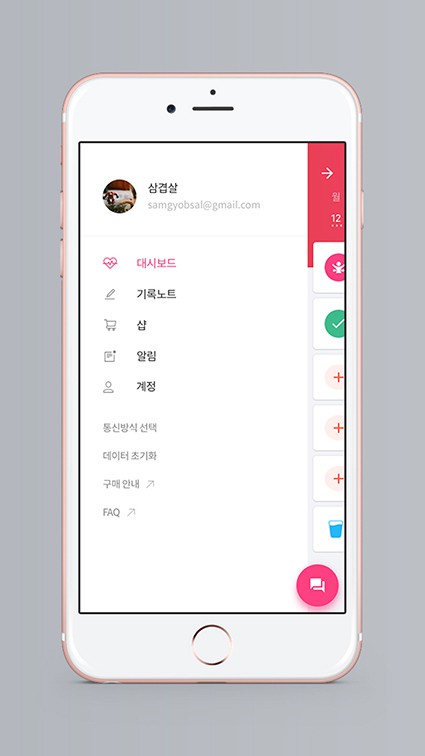 삼겹살
samgyobsal@gmail.com
월
12
대시보드
기록노트
샵
알림
계정
통신방식 선택
데이터 초기화
구매 안내
FAQ